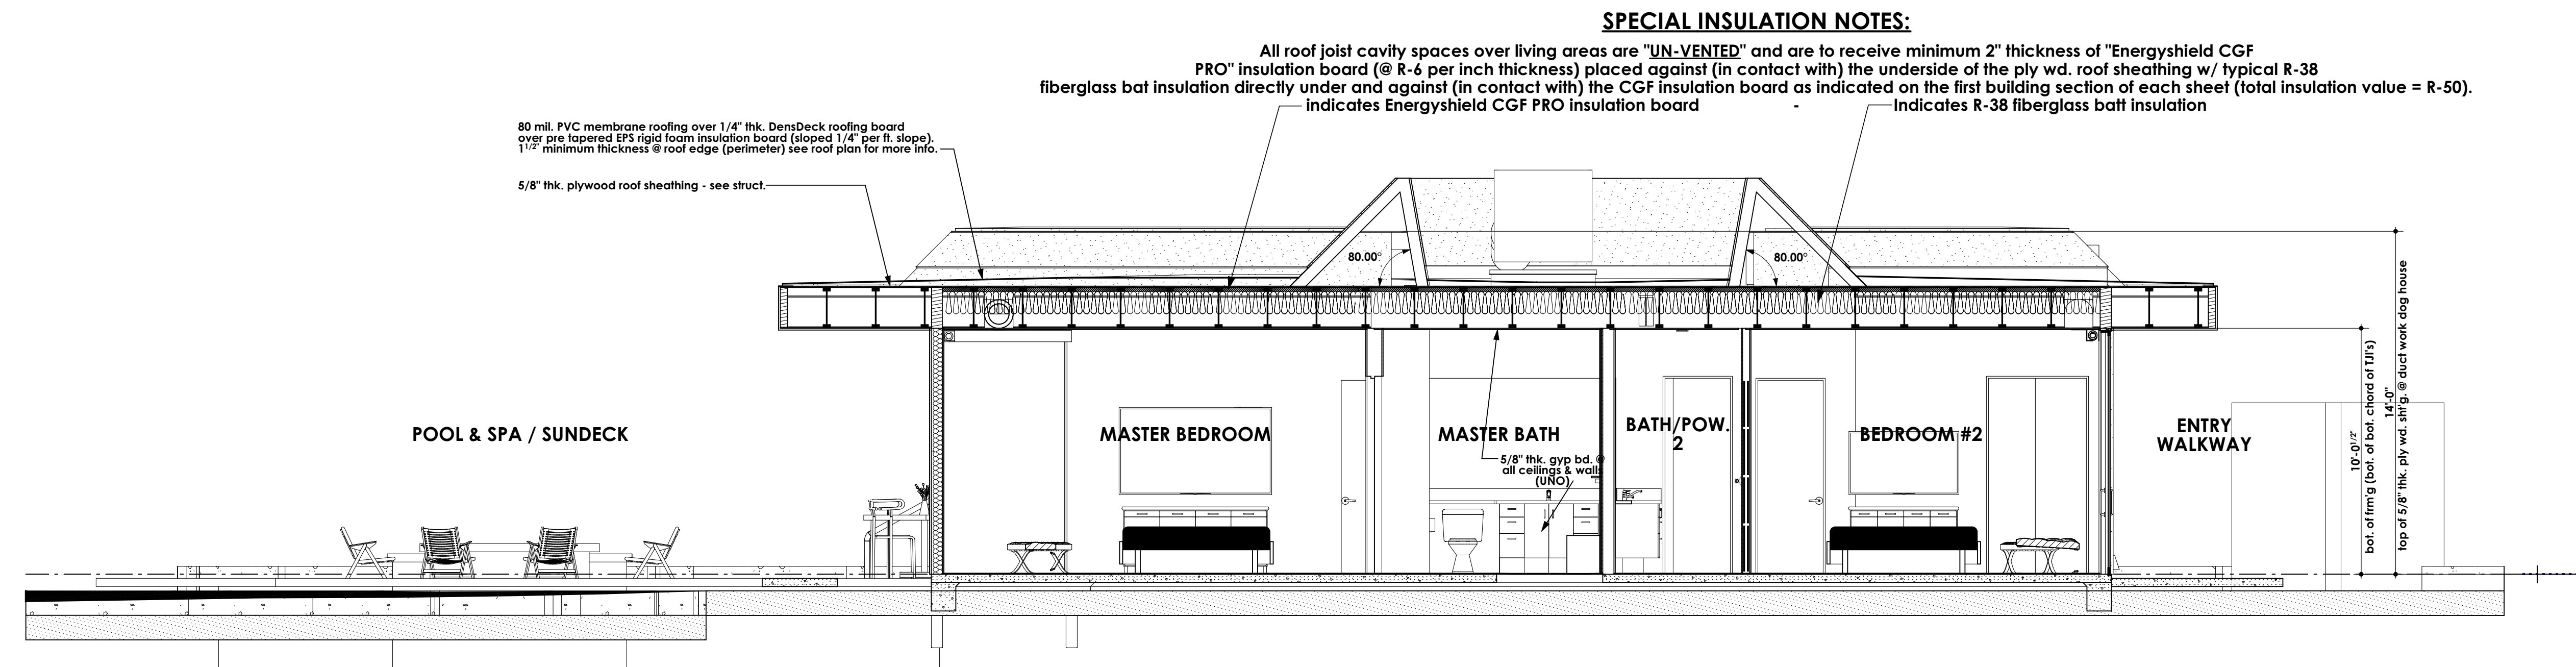 SPECIAL INSULATION NOTES:
All roof joist cavity spaces over living areas are "UN-VENTED" and are to receive minimum 2" thickness of "Energyshield CGF
PRO" insulation board (@ R-6 per inch thickness) placed against (in contact with) the underside of the ply wd. roof sheathing w/ typical R-38
fiberglass bat insulation directly under and against (in contact with) the CGF insulation board as indicated on the first building section of each sheet (total insulation value = R-50).
indicates Energyshield CGF PRO insulation board - Indicates R-38 fiberglass batt insulation
80 mil. PVC membrane roofing over 1/4" thk. DensDeck roofing board
over pre tapered EPS rigid foam insulation board (sloped 1/4" per ft. slope).
1 1/2" minimum thickness @ roof edge (perimeter) see roof plan for more info.
5/8" thk. plywood roof sheathing - see struct.
80.00°
80.00°
POOL & SPA / SUNDECK
MASTER BEDROOM
MASTER BATH
BATH/POW.
2
BEDROOM #2
ENTRY
WALKWAY
5/8" thk. gyp bd. @
all ceilings & walls
(UNO)
10'-0 1/2"
bot. of frm'g (bot. of bot. chord of TJI's)
14'-0"
top of 5/8" thk. ply wd. sht'g. @ duct work dog house